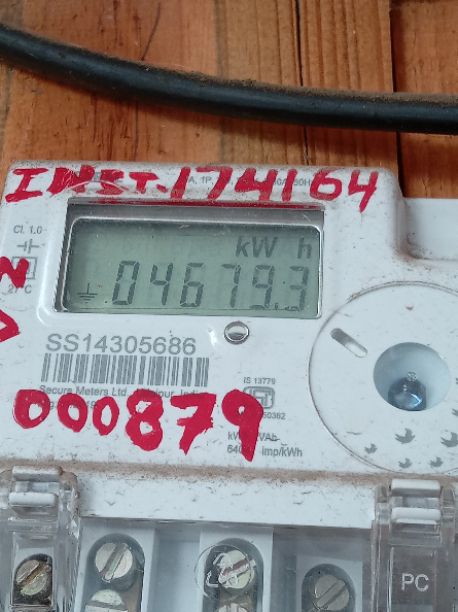 INST.174164
A, 1P
Cl. 1.0
kW h
04679.3
N
SS14305686
Secure Meters Ltd
IS 13779
000879
6400 imp/kWh
PC